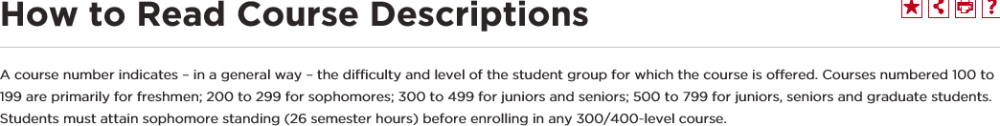 How to Read Course Descriptions
A course number indicates – in a general way – the difficulty and level of the student group for which the course is offered. Courses numbered 100 to
199 are primarily for freshmen; 200 to 299 for sophomores; 300 to 499 for juniors and seniors; 500 to 799 for juniors, seniors and graduate students.
Students must attain sophomore standing (26 semester hours) before enrolling in any 300/400-level course.